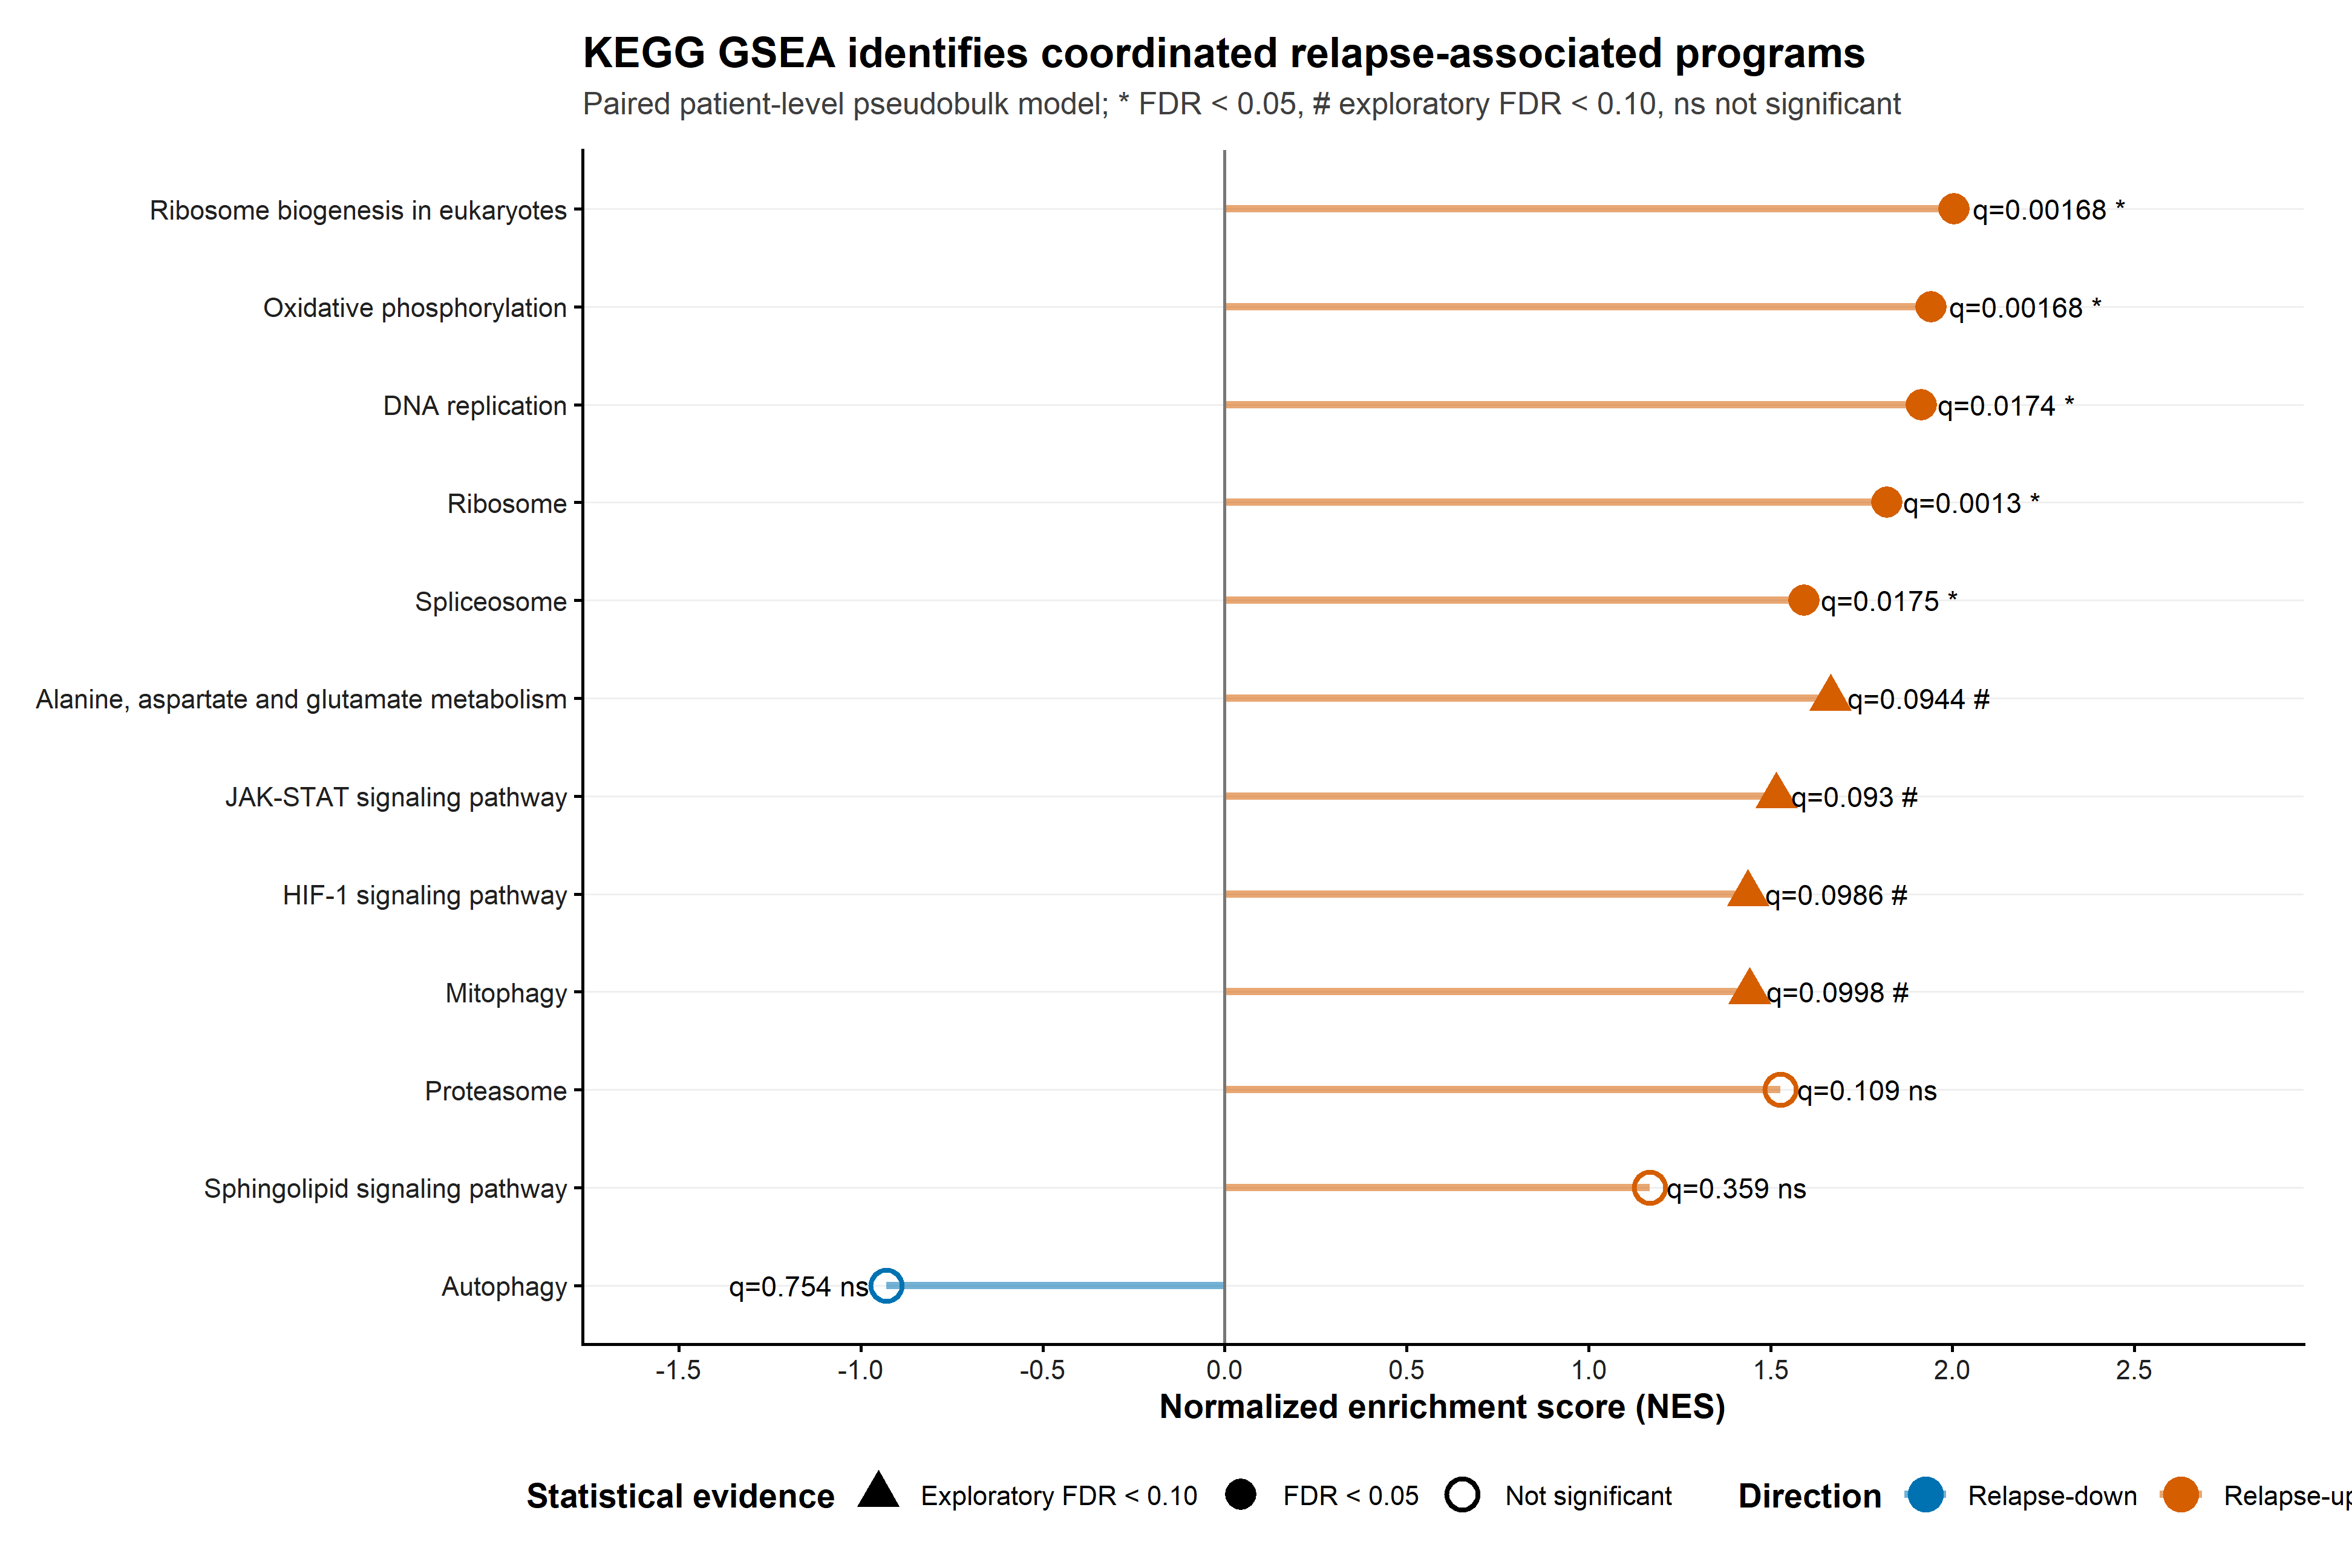 KEGG GSEA identifies coordinated relapse-associated programs
Paired patient-level pseudobulk model; * FDR < 0.05, # exploratory FDR < 0.10, ns not significant
Ribosome biogenesis in eukaryotes q=0.00168 *
Oxidative phosphorylation q=0.00168 *
DNA replication q=0.0174 *
Ribosome q=0.0013 *
Spliceosome q=0.0175 *
Alanine, aspartate and glutamate metabolism q=0.0944 #
JAK-STAT signaling pathway q=0.093 #
HIF-1 signaling pathway q=0.0986 #
Mitophagy q=0.0998 #
Proteasome q=0.109 ns
Sphingolipid signaling pathway q=0.359 ns
Autophagy q=0.754 ns
-1.5 -1.0 -0.5 0.0 0.5 1.0 1.5 2.0 2.5
Normalized enrichment score (NES)
Statistical evidence Exploratory FDR < 0.10 FDR < 0.05 Not significant Direction Relapse-down Relapse-up